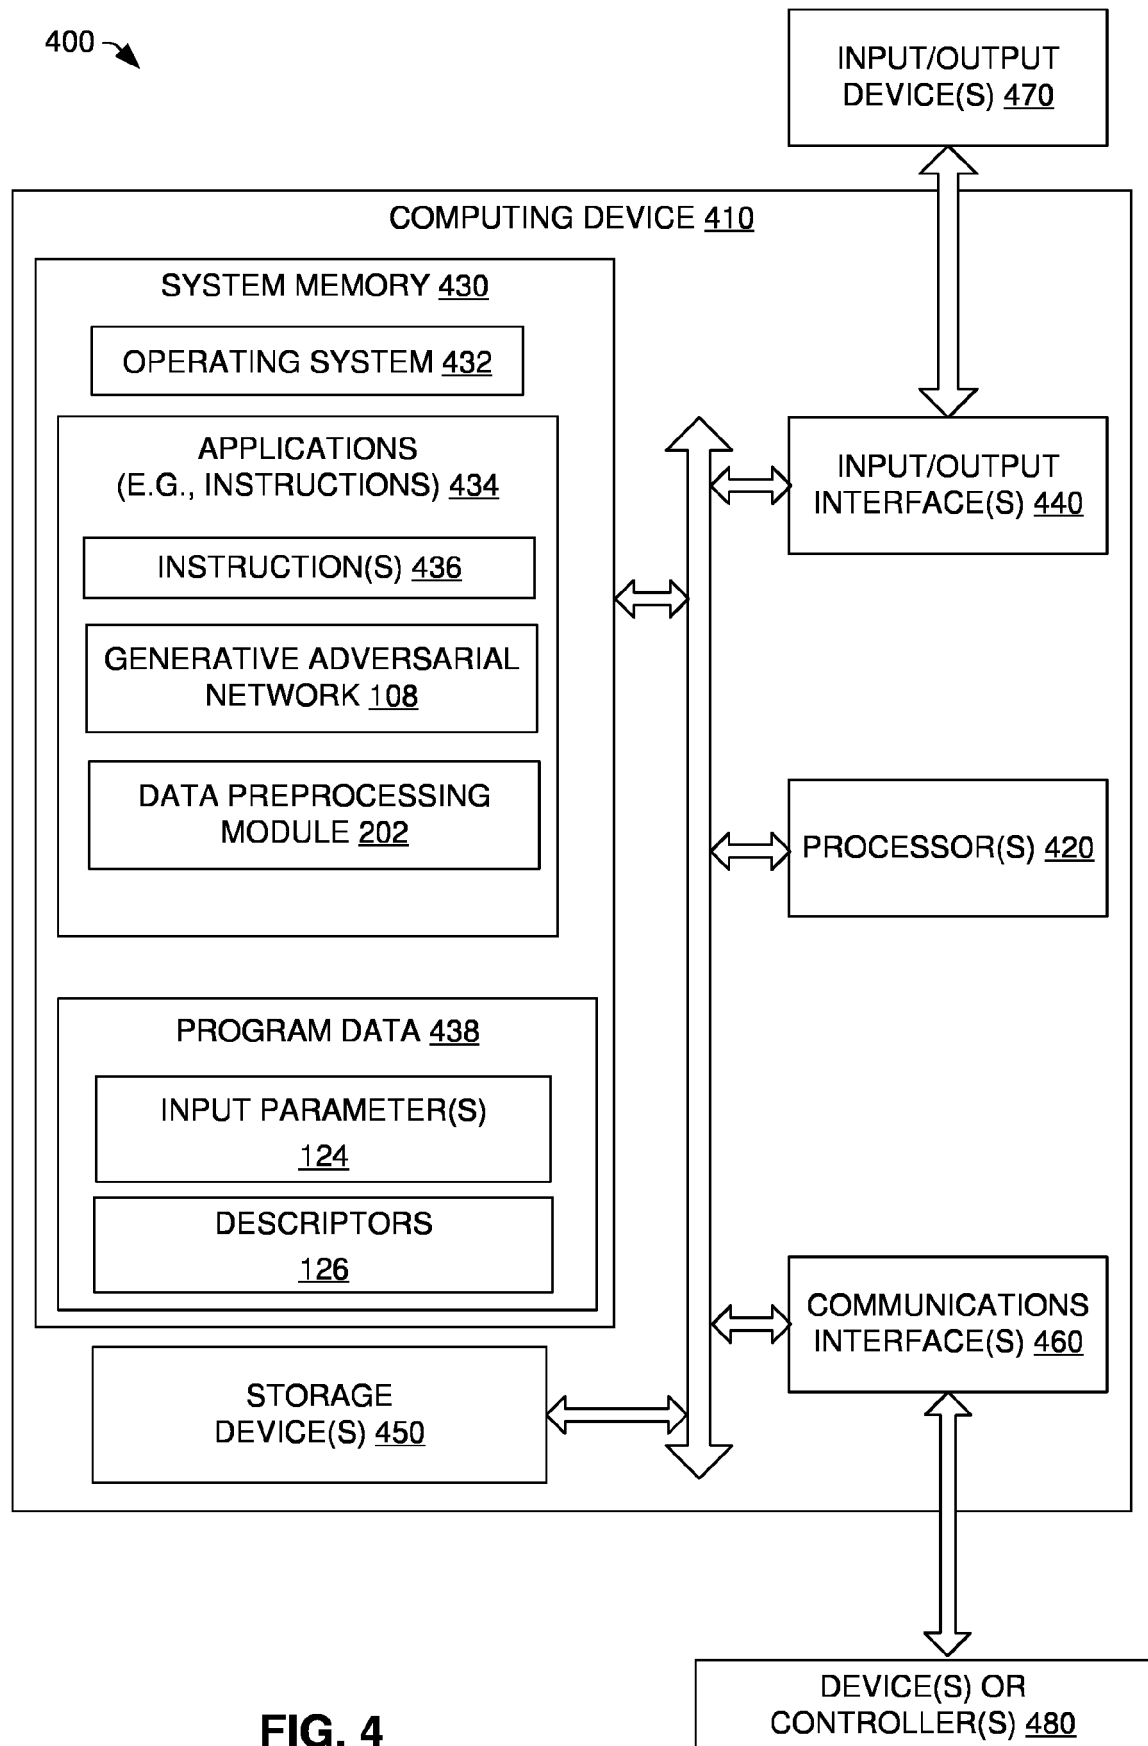 400
INPUT/OUTPUT
DEVICE(S) 470
COMPUTING DEVICE 410
SYSTEM MEMORY 430
OPERATING SYSTEM 432
APPLICATIONS
(E.G., INSTRUCTIONS) 434
INSTRUCTION(S) 436
GENERATIVE ADVERSARIAL
NETWORK 108
DATA PREPROCESSING
MODULE 202
PROGRAM DATA 438
INPUT PARAMETER(S)
124
DESCRIPTORS
126
STORAGE
DEVICE(S) 450
INPUT/OUTPUT
INTERFACE(S) 440
PROCESSOR(S) 420
COMMUNICATIONS
INTERFACE(S) 460
DEVICE(S) OR
CONTROLLER(S) 480
FIG. 4